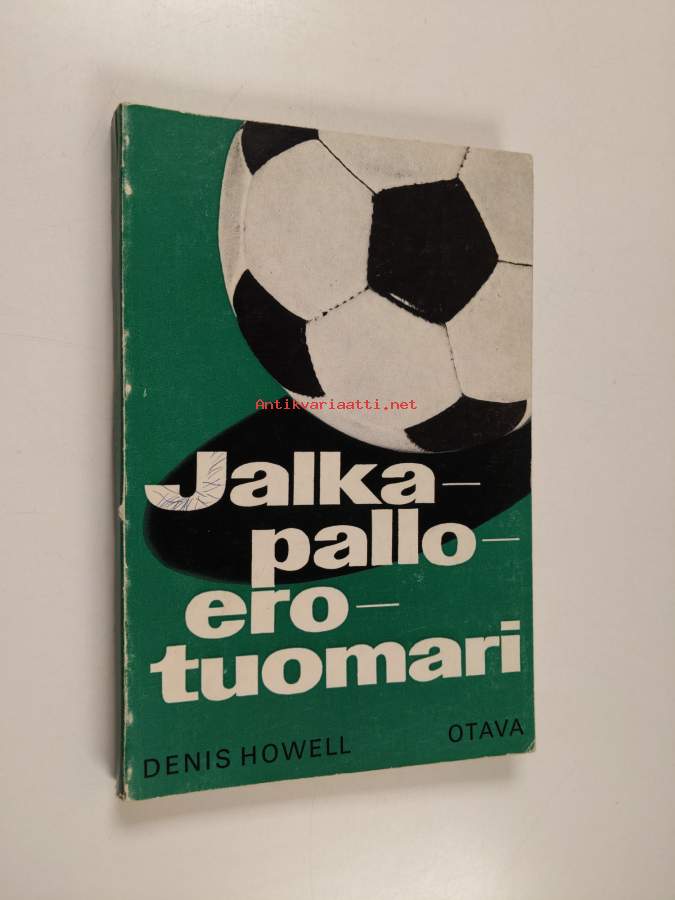 Antikvariaatti.net
Jalka-
pallo-
ero-
tuomari
DENIS HOWELL
OTAVA